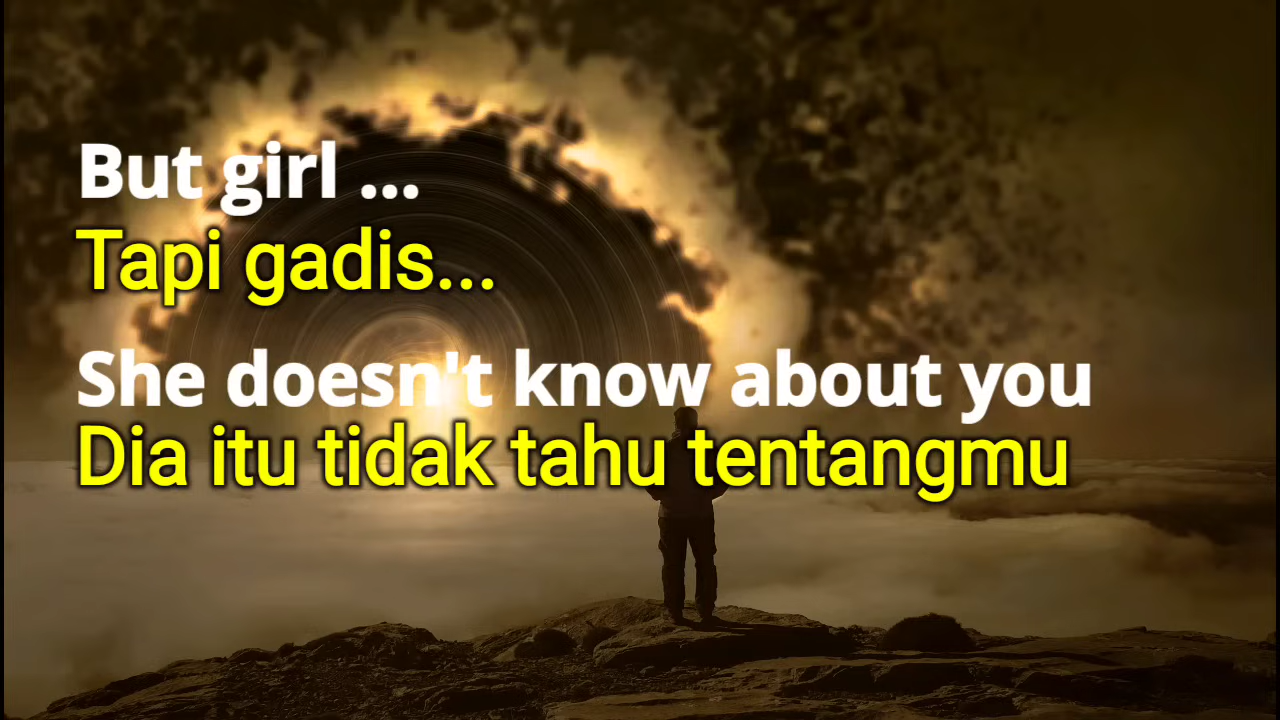 But girl ...
Tapi gadis...
She doesn't know about you
Dia itu tidak tahu tentangmu